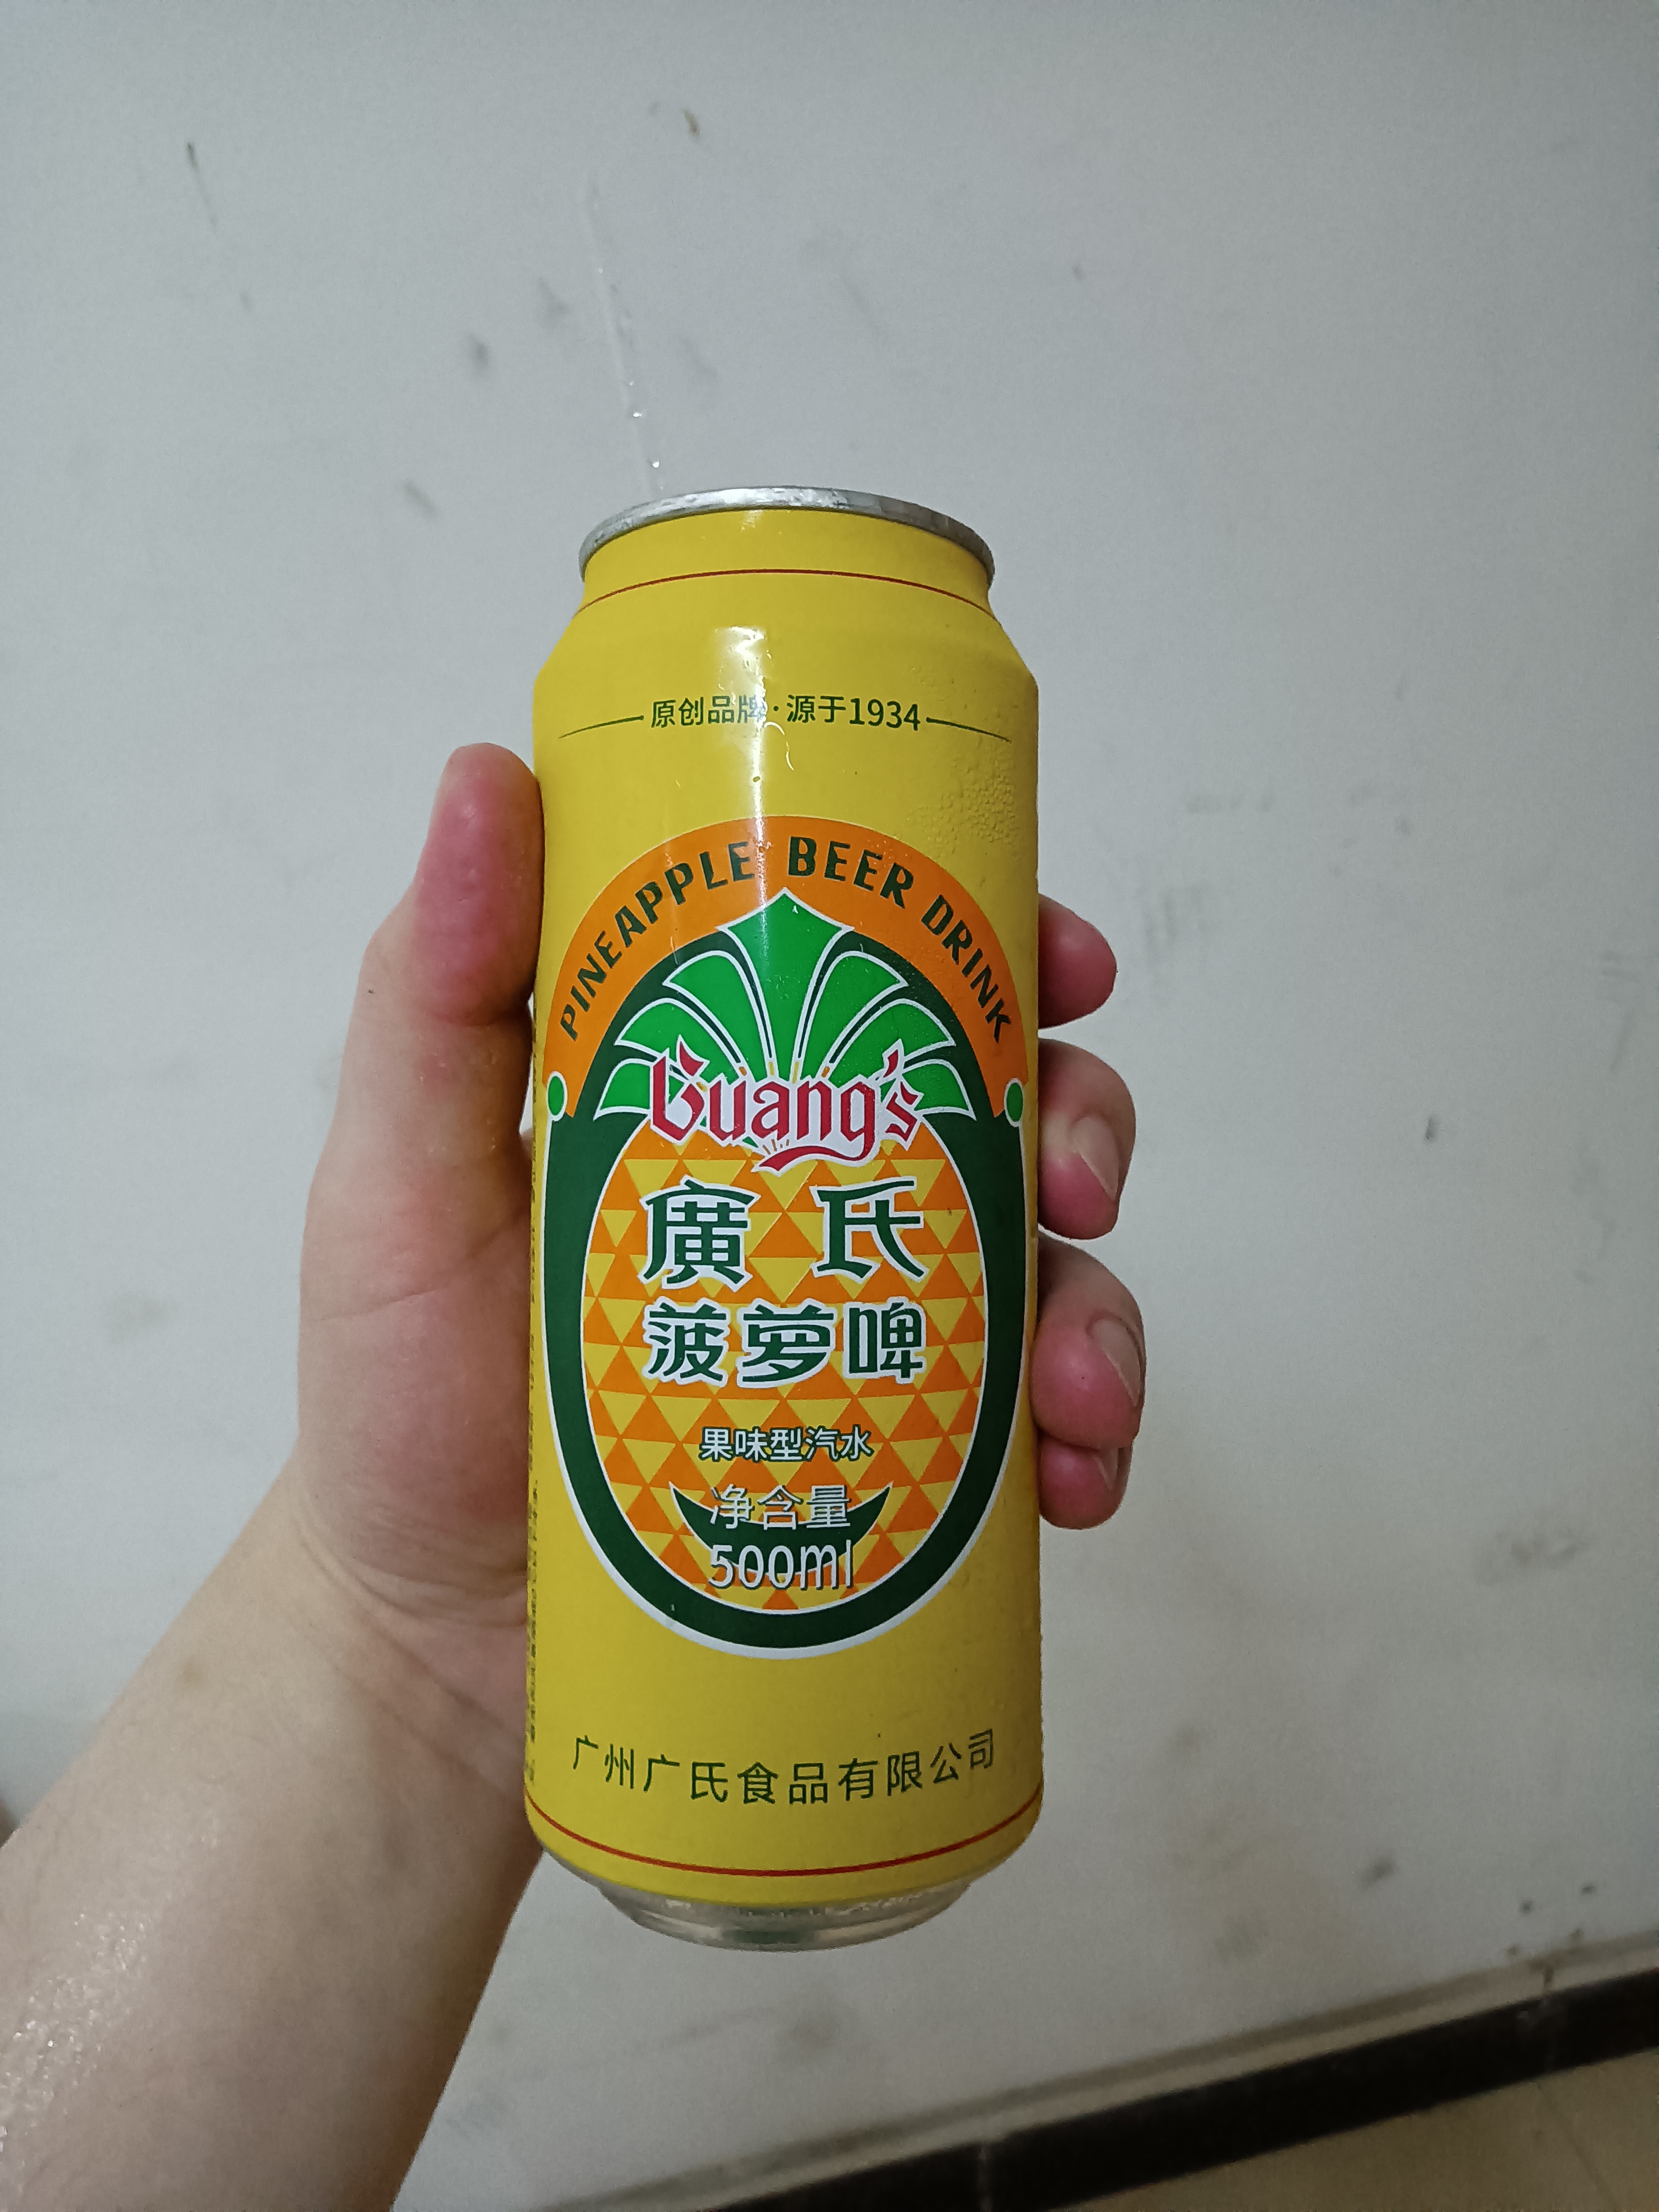 原创品牌·源于1934
PINEAPPLE BEER DRINK
Guang's
廣氏
菠萝啤
果味型汽水
净含量
500ml
广州广氏食品有限公司